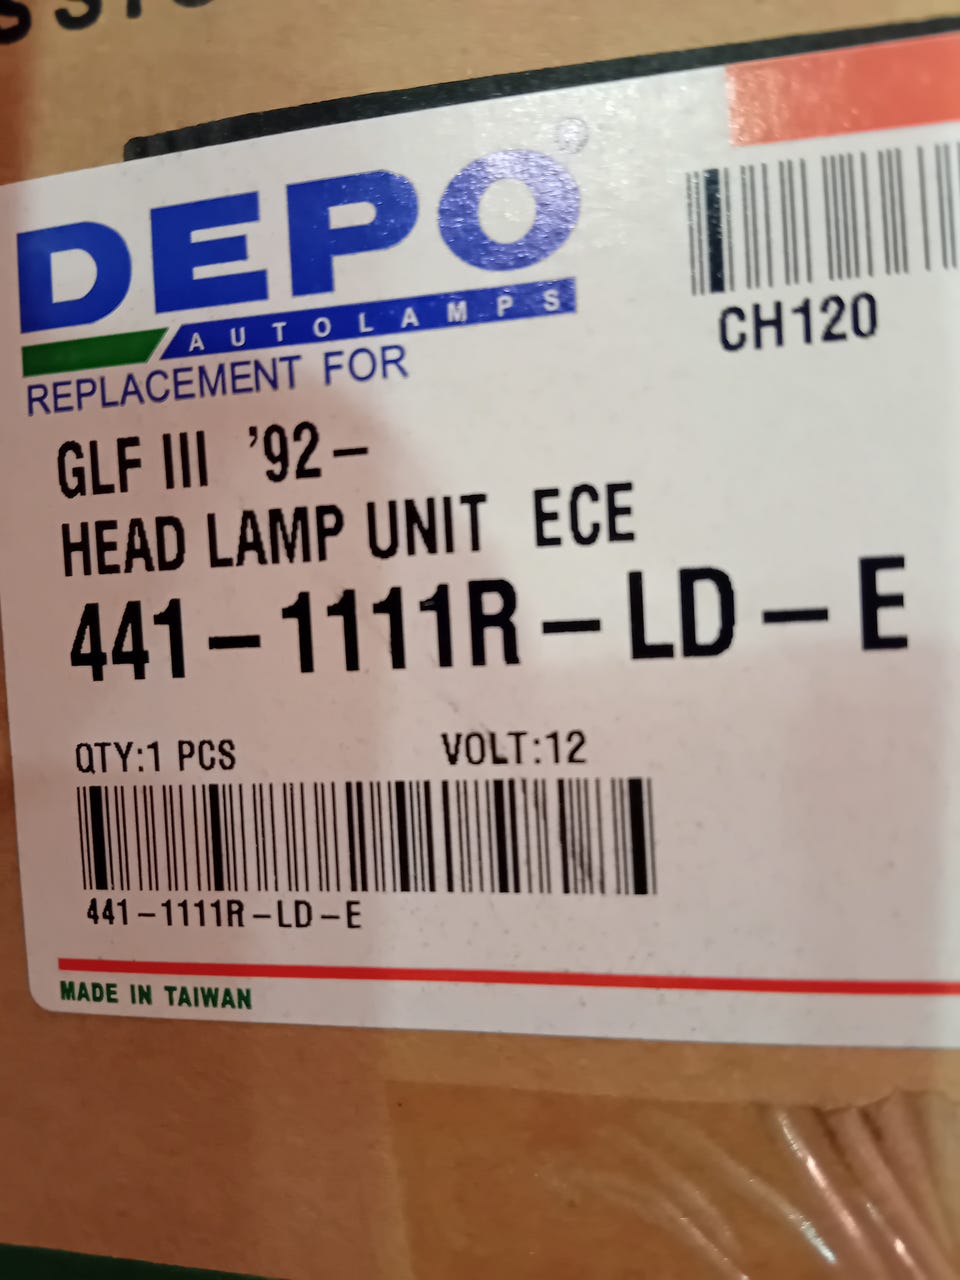 DEPO®
AUTOLAMPS
REPLACEMENT FOR
CH120
GLF III '92-
HEAD LAMP UNIT ECE
441-1111R-LD-E
QTY:1 PCS VOLT:12
441-1111R-LD-E
MADE IN TAIWAN